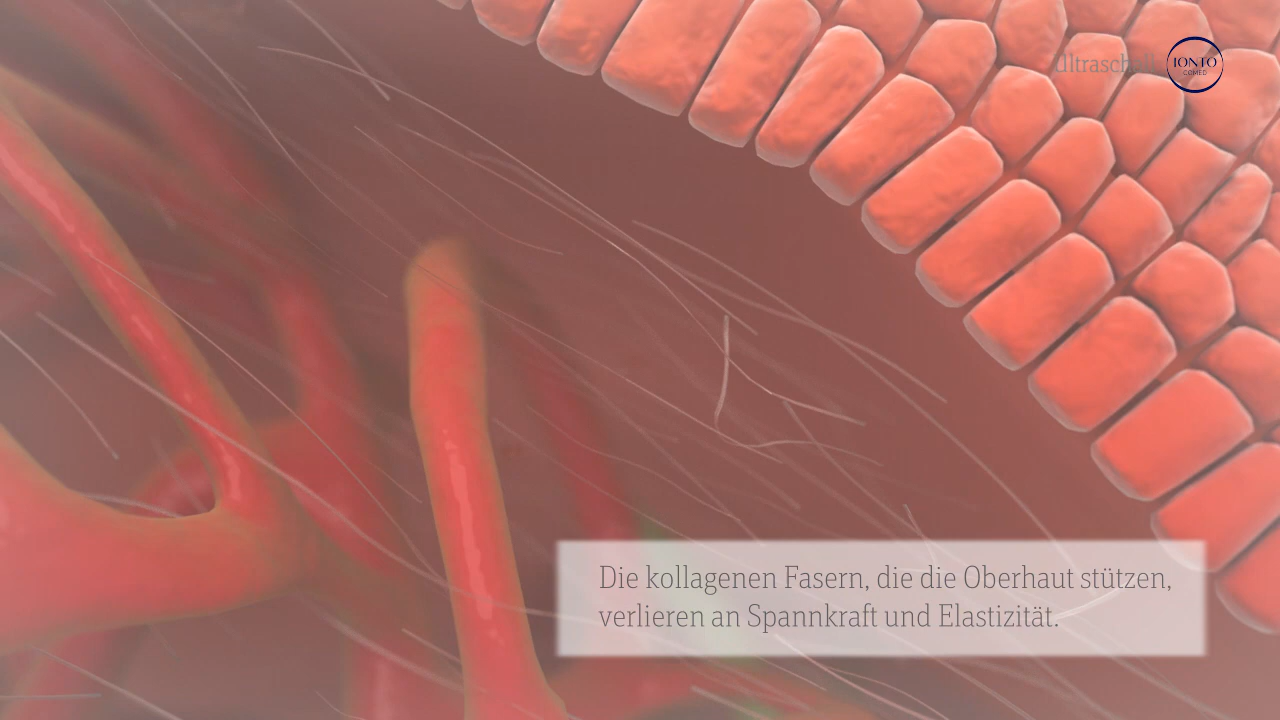 Ultraschall
IONTO
COMED
Die kollagenen Fasern, die die Oberhaut stützen,
verlieren an Spannkraft und Elastizität.